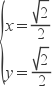 x = √2/2
y = √2/2